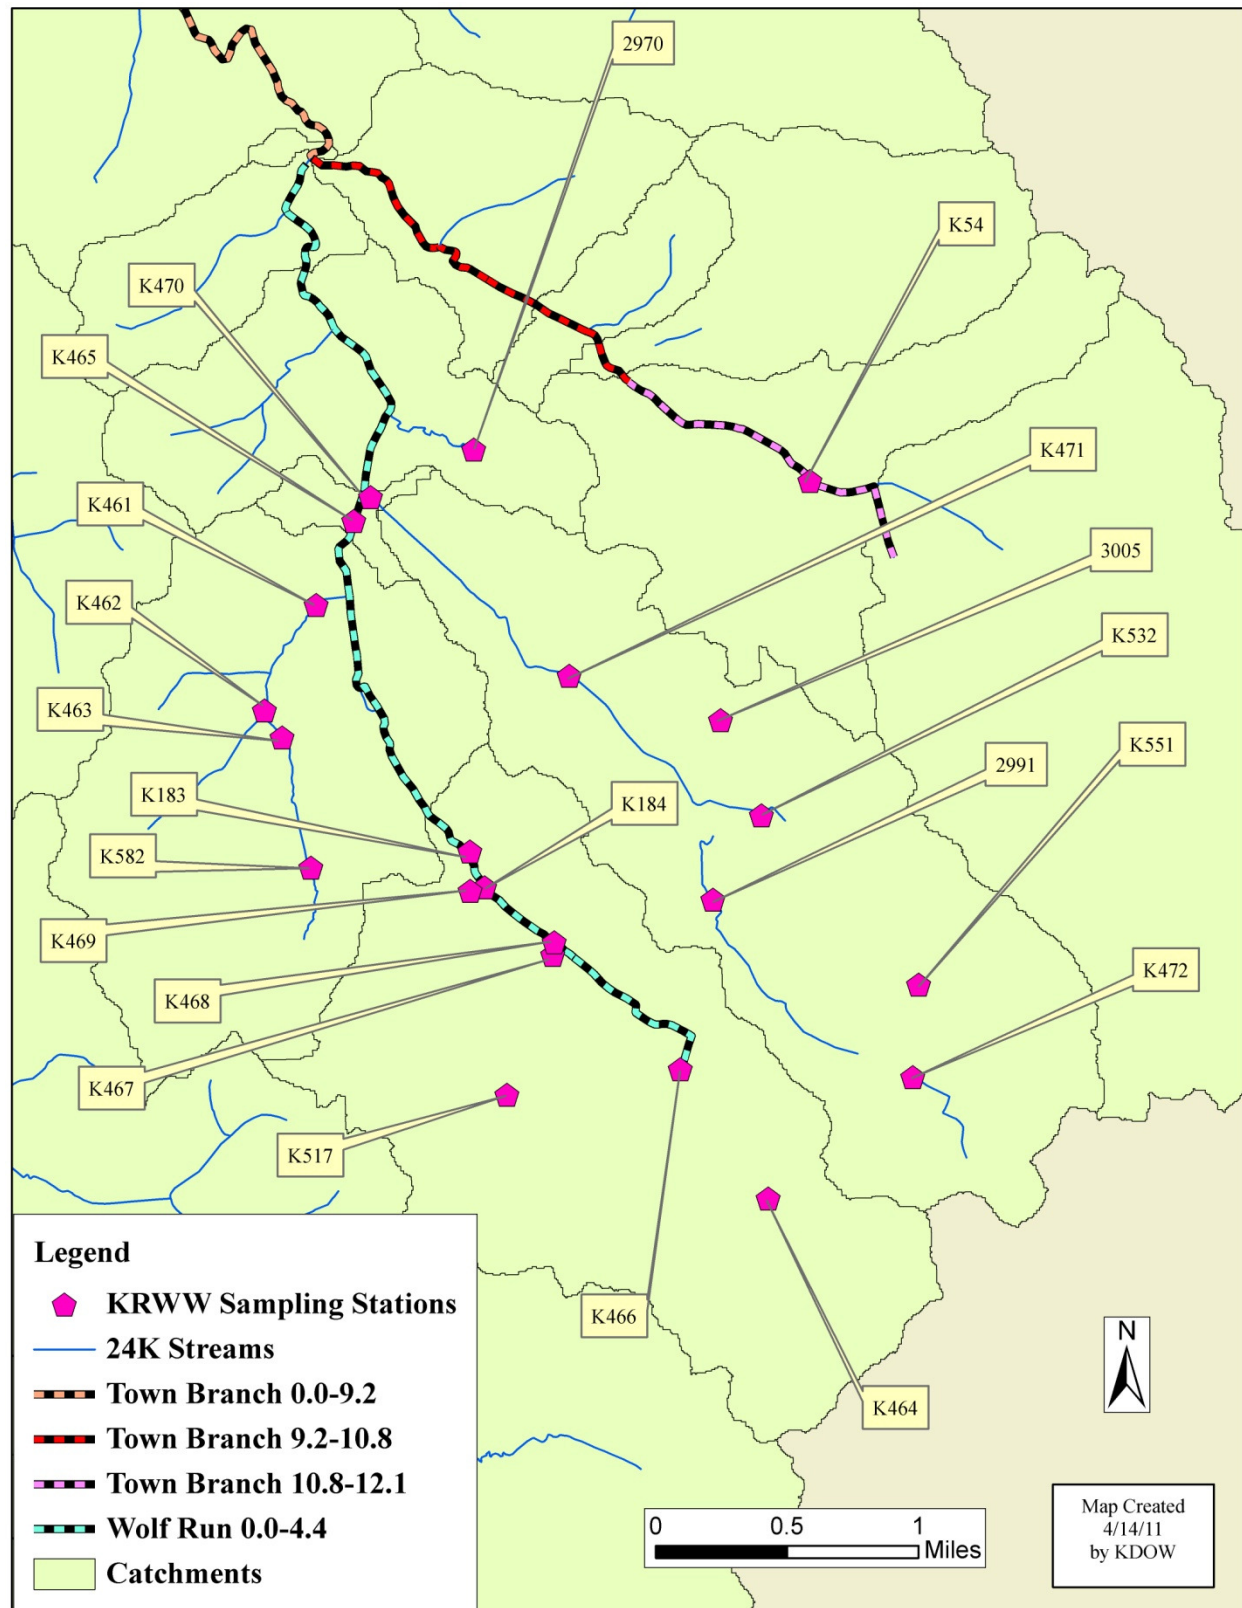 2970
K54
K470
K465
K471
K461
3005
K462
K532
K463
K551
2991
K183
K184
K582
K469
K472
K468
K467
K517
K466
K464
Legend
KRWW Sampling Stations
24K Streams
Town Branch 0.0-9.2
Town Branch 9.2-10.8
Town Branch 10.8-12.1
Wolf Run 0.0-4.4
Catchments
N
0 0.5 1
Miles
Map Created
4/14/11
by KDOW